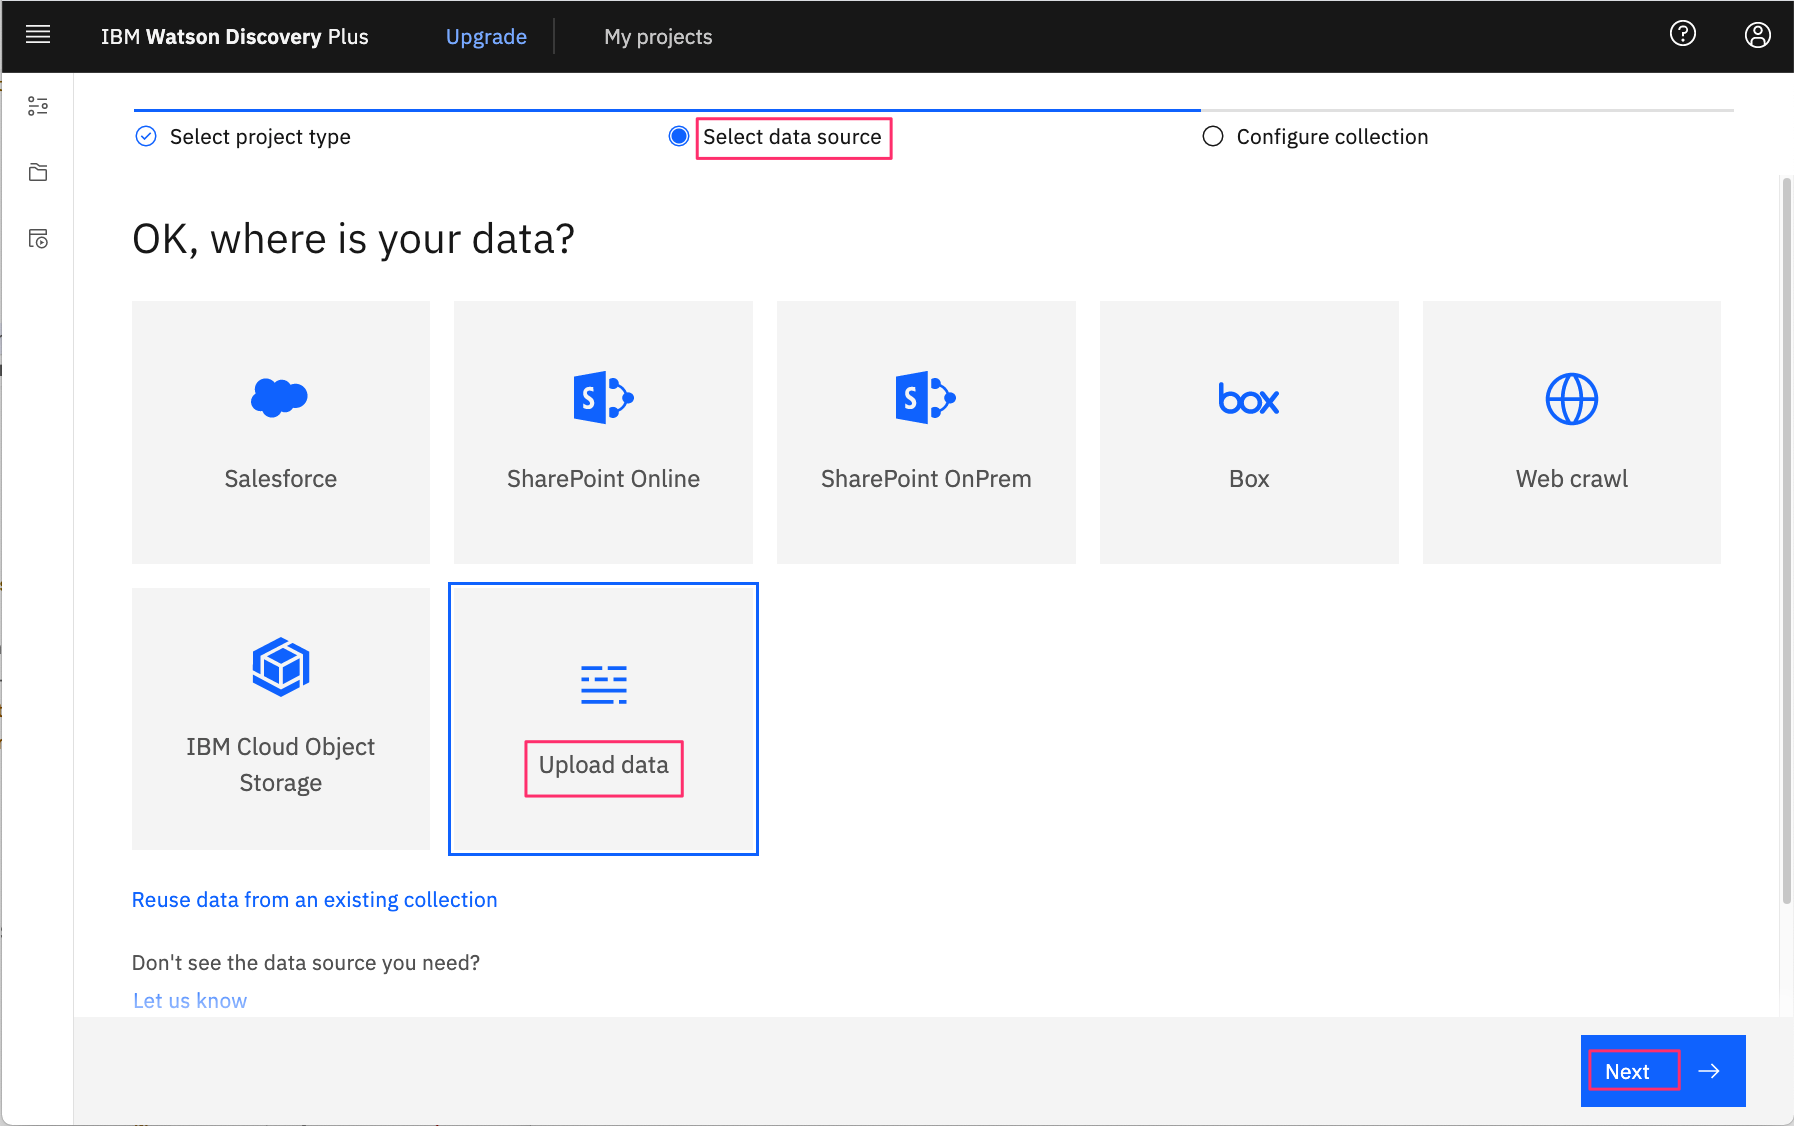 IBM Watson Discovery Plus
Upgrade
My projects
Select project type
Select data source
Configure collection
OK, where is your data?
Salesforce
SharePoint Online
SharePoint OnPrem
box
Box
Web crawl
IBM Cloud Object
Storage
Upload data
Reuse data from an existing collection
Don't see the data source you need?
Let us know
Next